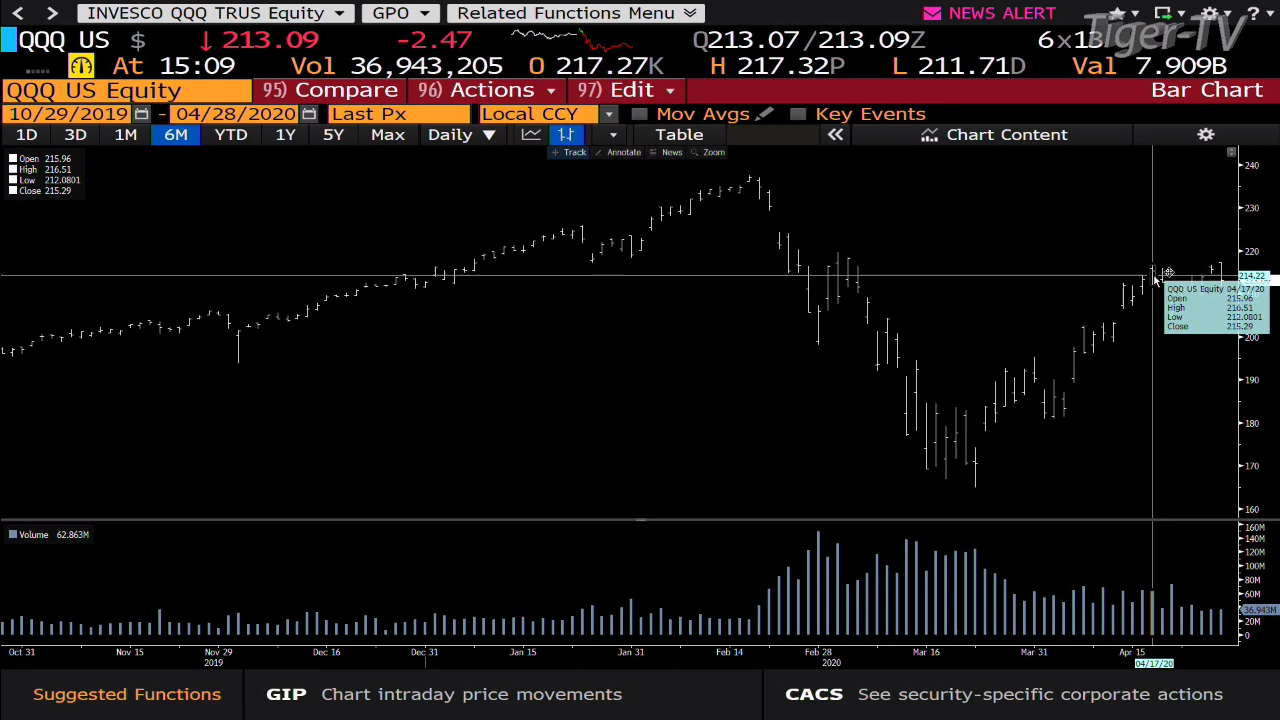 INVESCO QQQ TRUS Equity GPO Related Functions Menu NEWS ALERT ?
Tiger-TV
QQQ US $ ↓213.09 -2.47 Q213.07/213.09Z 6x
At 15:09 Vol 36,943,205 O 217.27K H 217.32P L 211.71D Val 7.909B
QQQ US Equity 95) Compare 96) Actions 97) Edit Bar Chart
10/29/2019 - 04/28/2020 Last Px Local CCY Mov Avgs Key Events
1D 3D 1M 6M YTD 1Y 5Y Max Daily Table Chart Content
Track Annotate News Zoom
Open 215.96
High 216.51
Low 212.0801
Close 215.29
240
230
220
214.22
QQQ US Equity 04/17/20
Open 215.96
High 216.51
Low 212.0801
Close 215.29
200
190
180
170
160
Volume 62.863M
160M
140M
120M
100M
80M
60M
36.943M
20M
0
Oct 31 Nov 15 Nov 29 Dec 16 Dec 31 Jan 15 Jan 31 Feb 14 Feb 28 Mar 16 Mar 31 Apr 15
2019 2020 04/17/20
Suggested Functions GIP Chart intraday price movements CACS See security-specific corporate actions